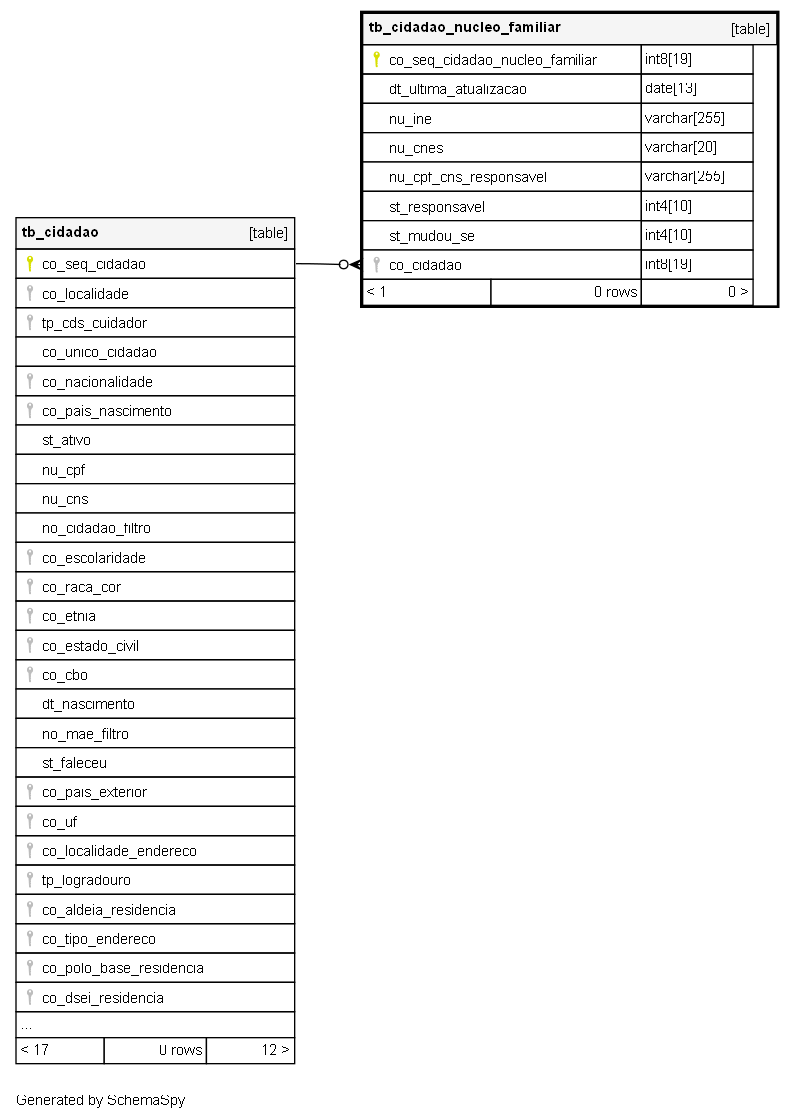 tb_cidadao_nucleo_familiar [table]
co_seq_cidadao_nucleo_familiar int8[19]
dt_ultima_atualizacao date[13]
nu_ine varchar[255]
nu_cnes varchar[20]
nu_cpf_cns_responsavel varchar[255]
st_responsavel int4[10]
st_mudou_se int4[10]
co_cidadao int8[19]
< 1 0 rows 0 >
tb_cidadao [table]
co_seq_cidadao
co_localidade
tp_cds_cuidador
co_unico_cidadao
co_nacionalidade
co_pais_nascimento
st_ativo
nu_cpf
nu_cns
no_cidadao_filtro
co_escolaridade
co_raca_cor
co_etnia
co_estado_civil
co_cbo
dt_nascimento
no_mae_filtro
st_faleceu
co_pais_exterior
co_uf
co_localidade_endereco
tp_logradouro
co_aldeia_residencia
co_tipo_endereco
co_polo_base_residencia
co_dsei_residencia
...
< 17 0 rows 12 >
Generated by SchemaSpy